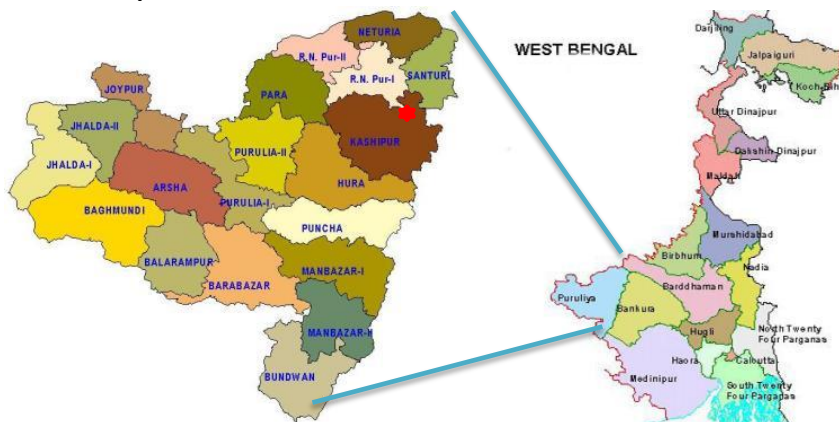 NETURIA
R.N. Pur-II
R.N. Pur-I
SANTURI
PARA
JOYPUR
JHALDA-II
KASHIPUR
PURULIA-II
JHALDA-I
ARSHA
HURA
PURULIA-I
BAGHMUNDI
PUNCHA
BALARAMPUR
MANBAZAR-I
BARABAZAR
MANBAZAR-II
BUNDWAN
WEST BENGAL
Darjiling
Jalpaiguri
Koch-Bih
Uttar Dinajpur
Dakshin Dinajpur
Maldah
Murshidabad
Birbhum
Nadia
Barddhaman
Puruliya
Bankura
Hugli
North Twenty
Four Parganas
Haora
Calcutta
Medinipur
South Twenty
Four Parganas